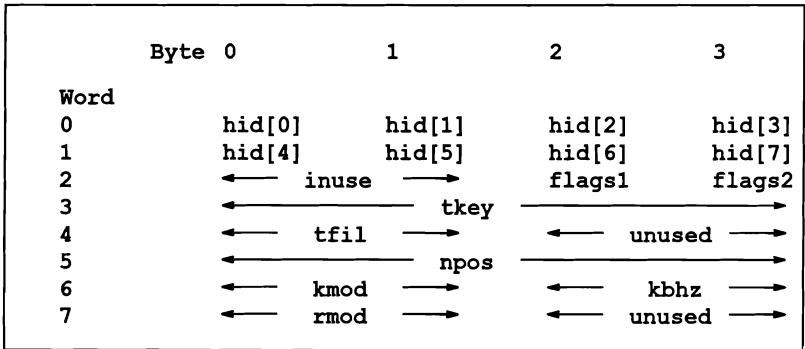 Byte 0 1 2 3
Word
0 hid[0] hid[1] hid[2] hid[3]
1 hid[4] hid[5] hid[6] hid[7]
2 inuse flags1 flags2
3 tkey
4 tfil unused
5 npos
6 kmod kbhz
7 rmod unused